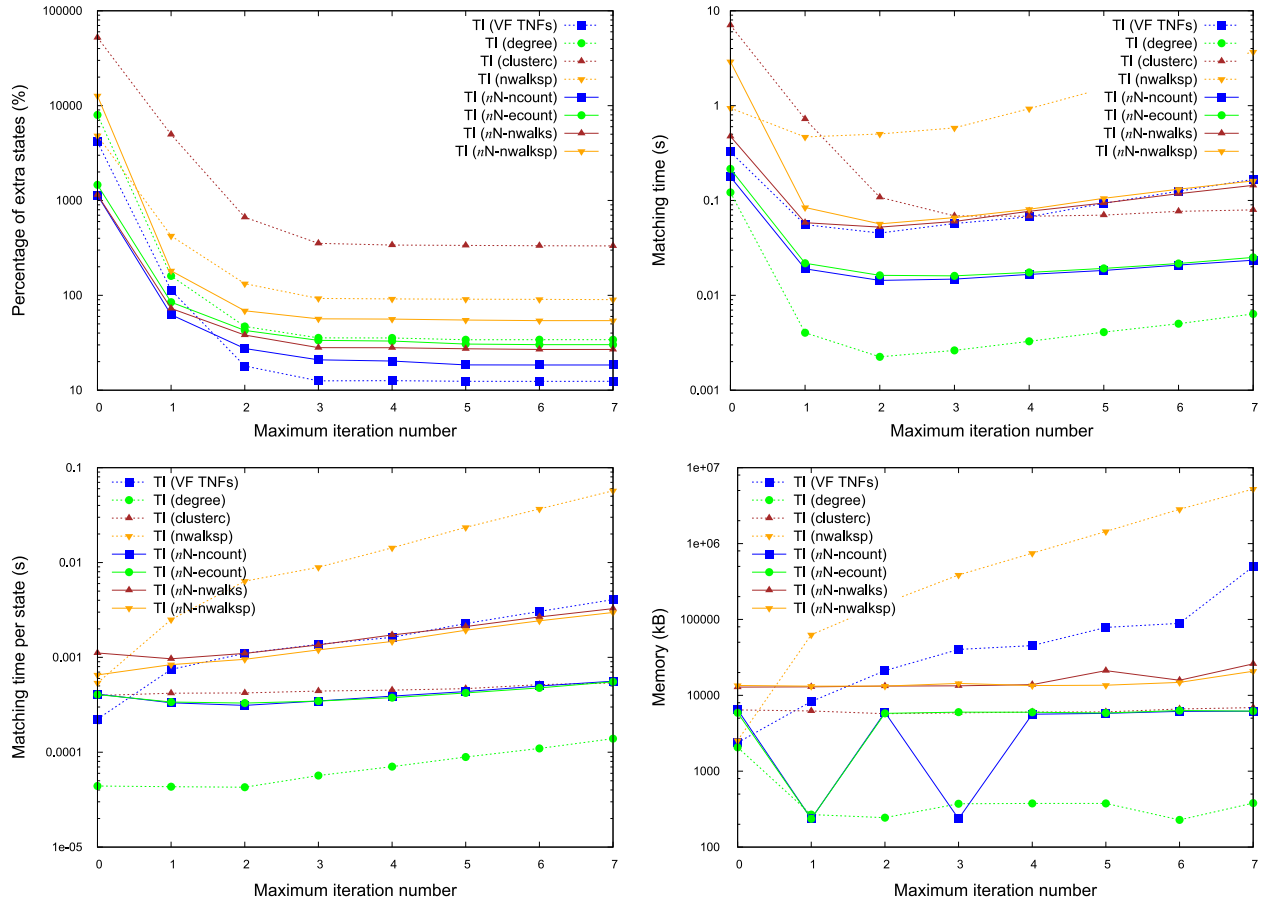 100000
10000
1000
100
10
Percentage of extra states (%)
TI (VF TNFs)
TI (degree)
TI (clusterc)
TI (nwalksp)
TI (nN-ncount)
TI (nN-ecount)
TI (nN-nwalks)
TI (nN-nwalksp)
0 1 2 3 4 5 6 7
Maximum iteration number
10
1
0.1
0.01
0.001
Matching time (s)
TI (VF TNFs)
TI (degree)
TI (clusterc)
TI (nwalksp)
TI (nN-ncount)
TI (nN-ecount)
TI (nN-nwalks)
TI (nN-nwalksp)
0 1 2 3 4 5 6 7
Maximum iteration number
0.1
0.01
0.001
0.0001
1e-05
Matching time per state (s)
TI (VF TNFs)
TI (degree)
TI (clusterc)
TI (nwalksp)
TI (nN-ncount)
TI (nN-ecount)
TI (nN-nwalks)
TI (nN-nwalksp)
0 1 2 3 4 5 6 7
Maximum iteration number
1e+07
1e+06
100000
10000
1000
100
Memory (kB)
TI (VF TNFs)
TI (degree)
TI (clusterc)
TI (nwalksp)
TI (nN-ncount)
TI (nN-ecount)
TI (nN-nwalks)
TI (nN-nwalksp)
0 1 2 3 4 5 6 7
Maximum iteration number